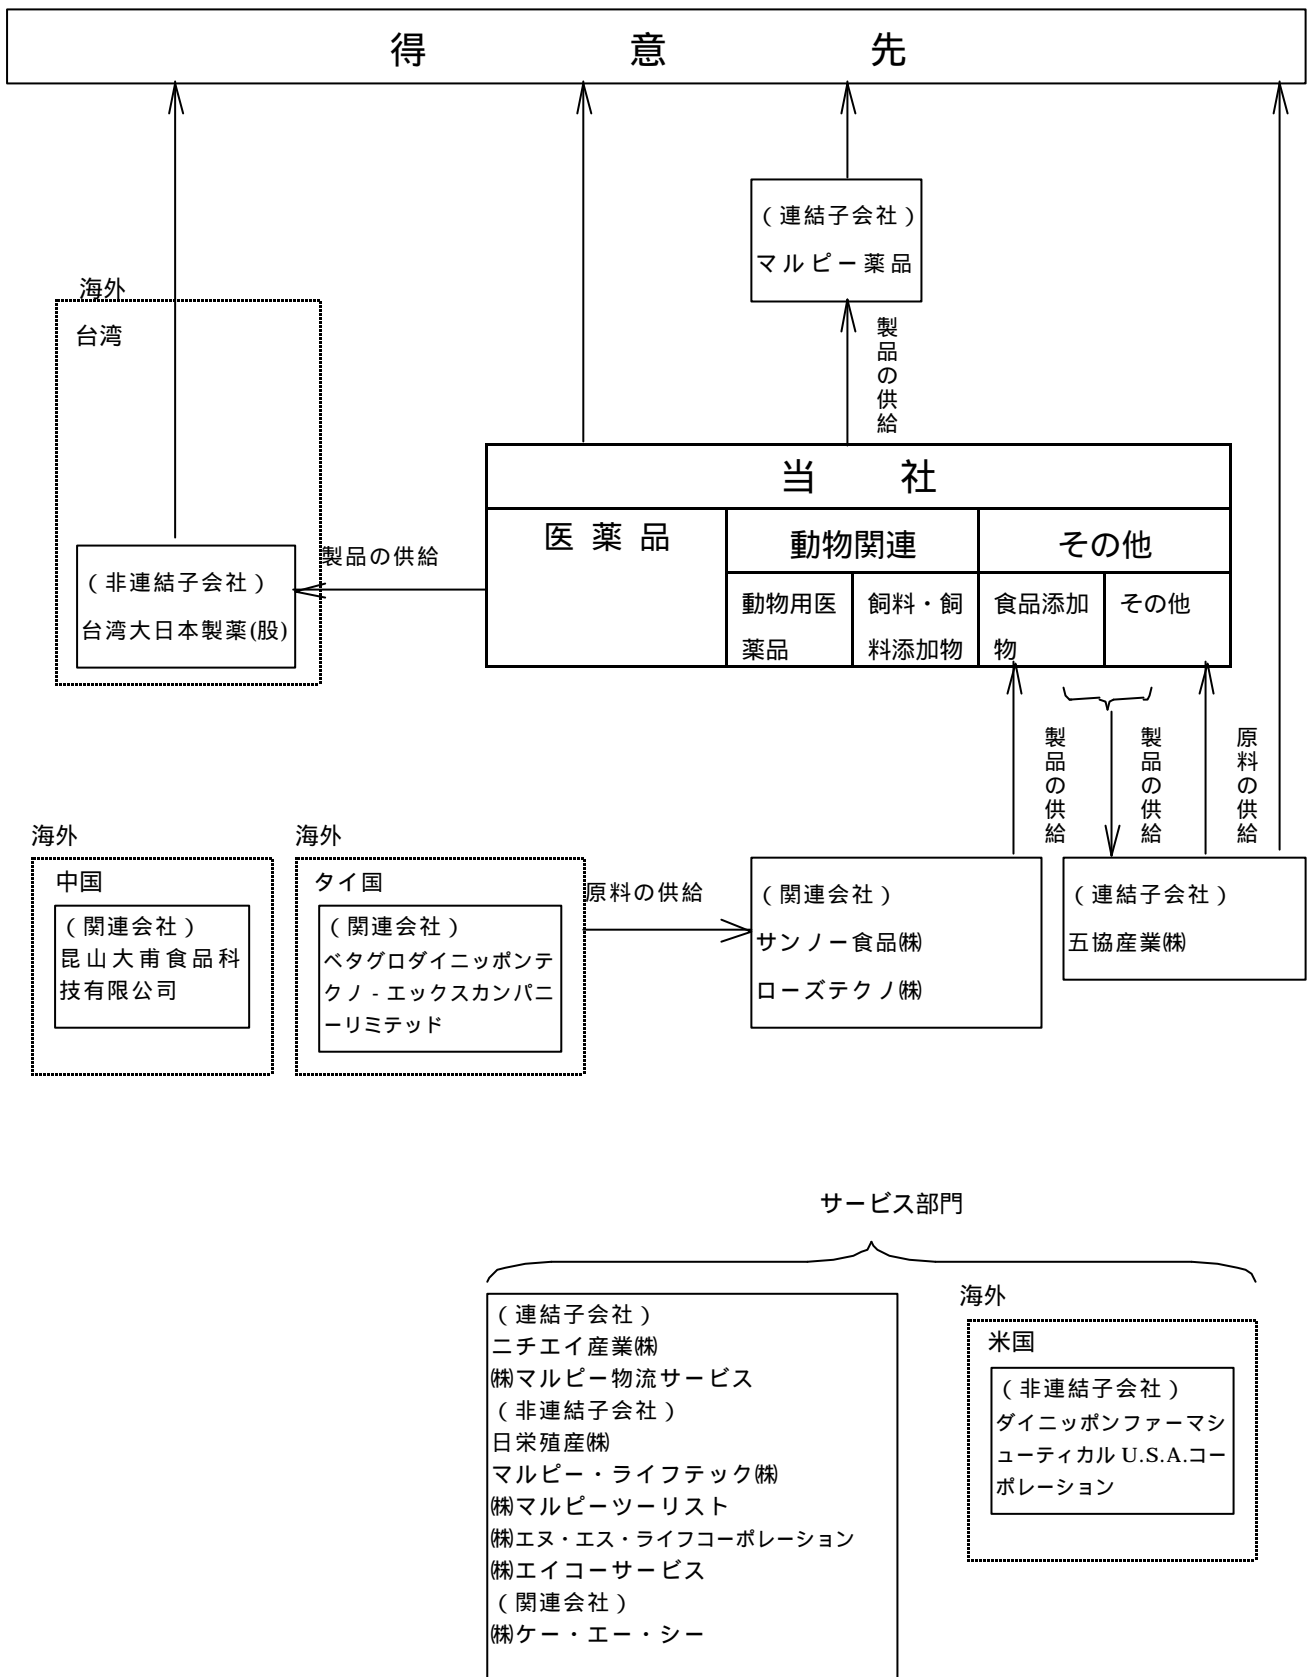 得意先
（連結子会社）
マルピー薬品
製品の供給
海外
台湾
（非連結子会社）
台湾大日本製薬(股)
製品の供給
当社
医薬品
動物関連
その他
動物用医
薬品
飼料・飼
料添加物
食品添加
物
その他
製品の供給
製品の供給
原料の供給
海外
中国
（関連会社）
昆山大甫食品科
技有限公司
海外
タイ国
（関連会社）
ベタグロダイニッポンテ
クノ - エックスカンパニ
ーリミテッド
原料の供給
（関連会社）
サンノー食品㈱
ローズテクノ㈱
（連結子会社）
五協産業㈱
サービス部門
（連結子会社）
ニチエイ産業㈱
㈱マルピー物流サービス
（非連結子会社）
日栄殖産㈱
マルピー・ライフテック㈱
㈱マルピーツーリスト
㈱エヌ・エス・ライフコーポレーション
㈱エイコーサービス
（関連会社）
㈱ケー・エー・シー
海外
米国
（非連結子会社）
ダイニッポンファーマシ
ューティカル U.S.A.コー
ポレーション